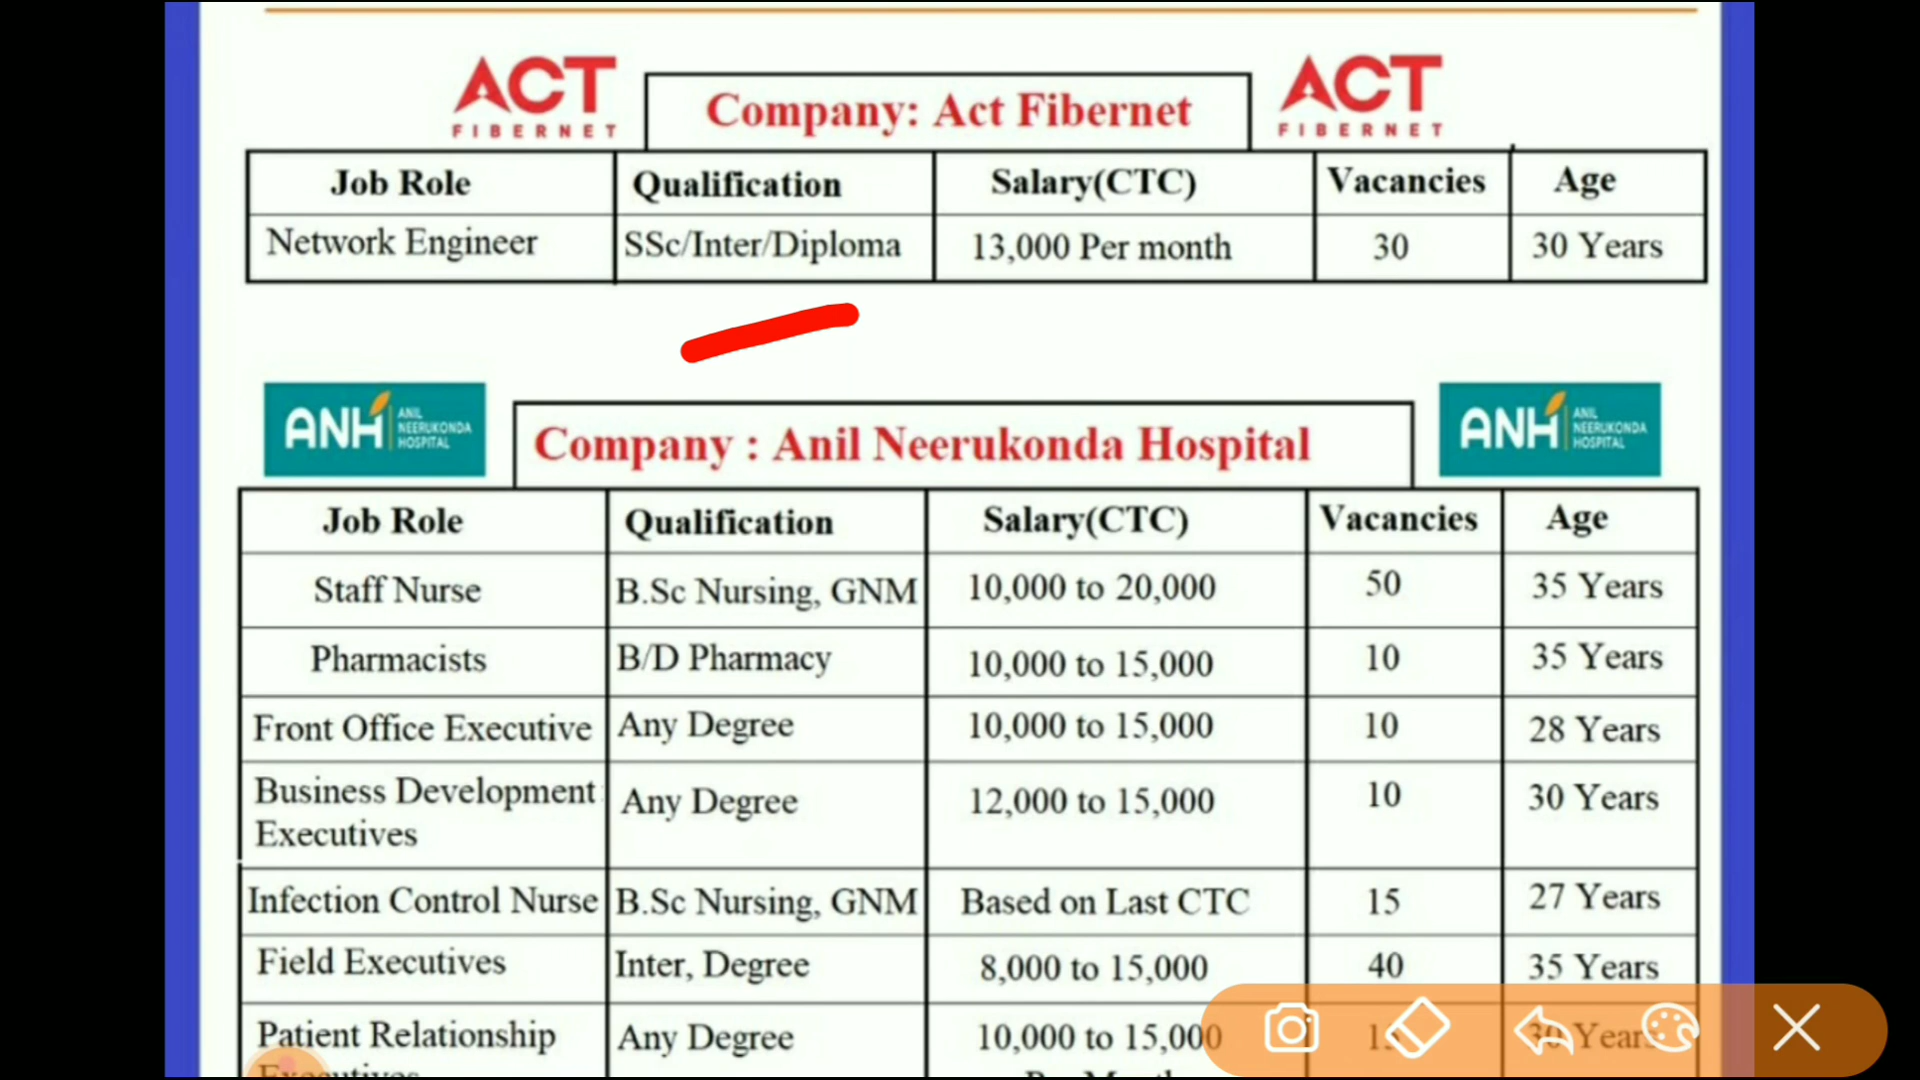 ACT
FIBERNET
Company: Act Fibernet
ACT
FIBERNET
Job Role Qualification Salary(CTC) Vacancies Age
Network Engineer SSc/Inter/Diploma 13,000 Per month 30 30 Years
ANH ANIL NEERUKONDA HOSPITAL
Company : Anil Neerukonda Hospital
ANH ANIL NEERUKONDA HOSPITAL
Job Role Qualification Salary(CTC) Vacancies Age
Staff Nurse B.Sc Nursing, GNM 10,000 to 20,000 50 35 Years
Pharmacists B/D Pharmacy 10,000 to 15,000 10 35 Years
Front Office Executive Any Degree 10,000 to 15,000 10 28 Years
Business Development Executives Any Degree 12,000 to 15,000 10 30 Years
Infection Control Nurse B.Sc Nursing, GNM Based on Last CTC 15 27 Years
Field Executives Inter, Degree 8,000 to 15,000 40 35 Years
Patient Relationship Any Degree 10,000 to 15,000 30 Years